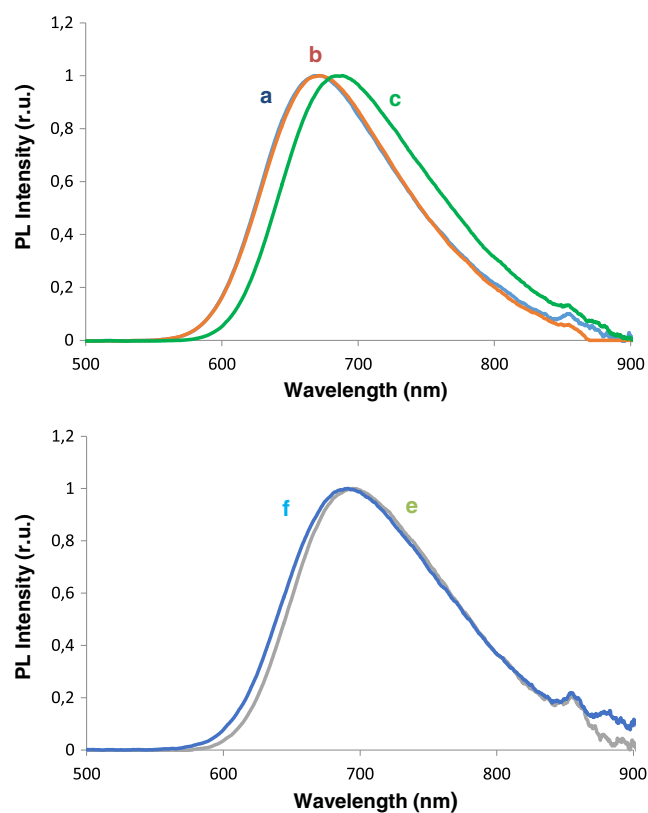 1,2
1
0,8
0,6
0,4
0,2
0
500 600 700 800 900
PL Intensity (r.u.)
Wavelength (nm)
a
b
c
1,2
1
0,8
0,6
0,4
0,2
0
500 600 700 800 900
PL Intensity (r.u.)
Wavelength (nm)
f
e